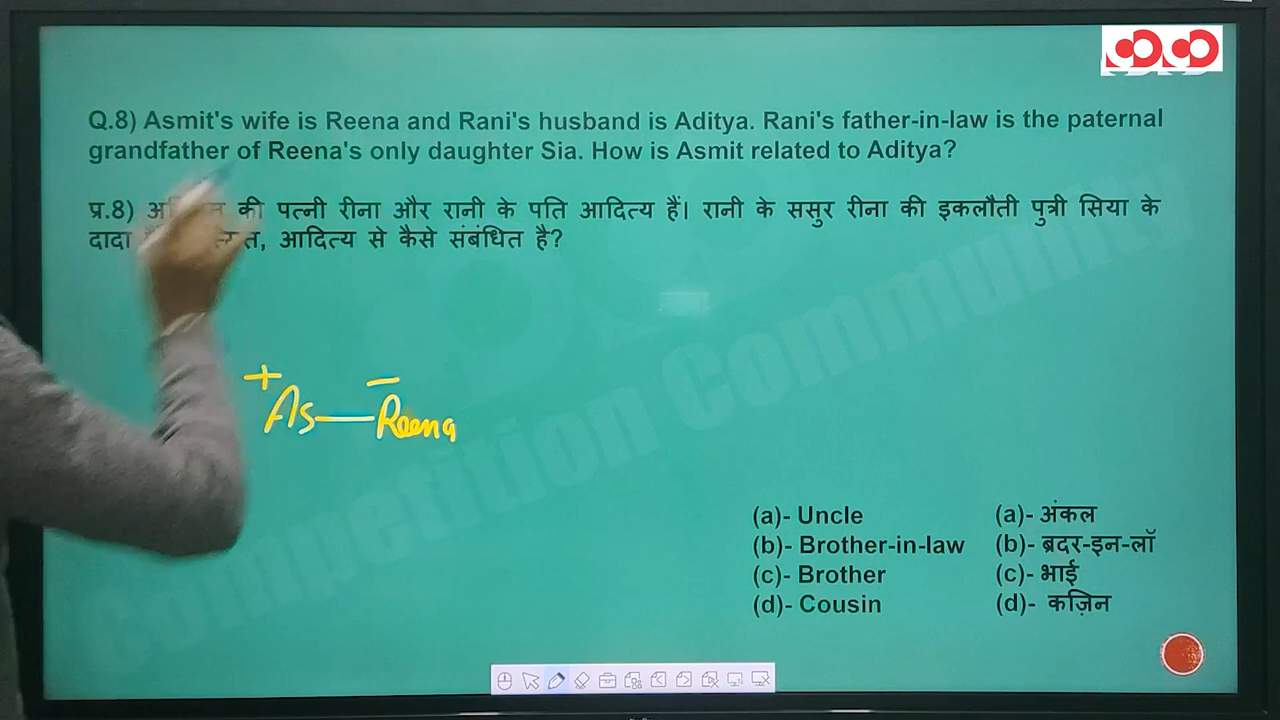 Q.8) Asmit's wife is Reena and Rani's husband is Aditya. Rani's father-in-law is the paternal
grandfather of Reena's only daughter Sia. How is Asmit related to Aditya?
प्र.8) की पत्नी रीना और रानी के पति आदित्य हैं। रानी के ससुर रीना की इकलौती पुत्री सिया के
दादा आदित्य से कैसे संबंधित है?
+ −
As — Reena
(a)- Uncle (a)- अंकल
(b)- Brother-in-law (b)- ब्रदर-इन-लॉ
(c)- Brother (c)- भाई
(d)- Cousin (d)- कज़िन
Competition Community